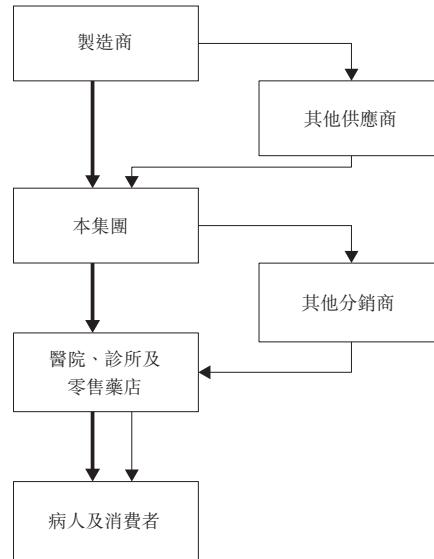 製造商
其他供應商
本集團
其他分銷商
醫院、診所及
零售藥店
病人及消費者